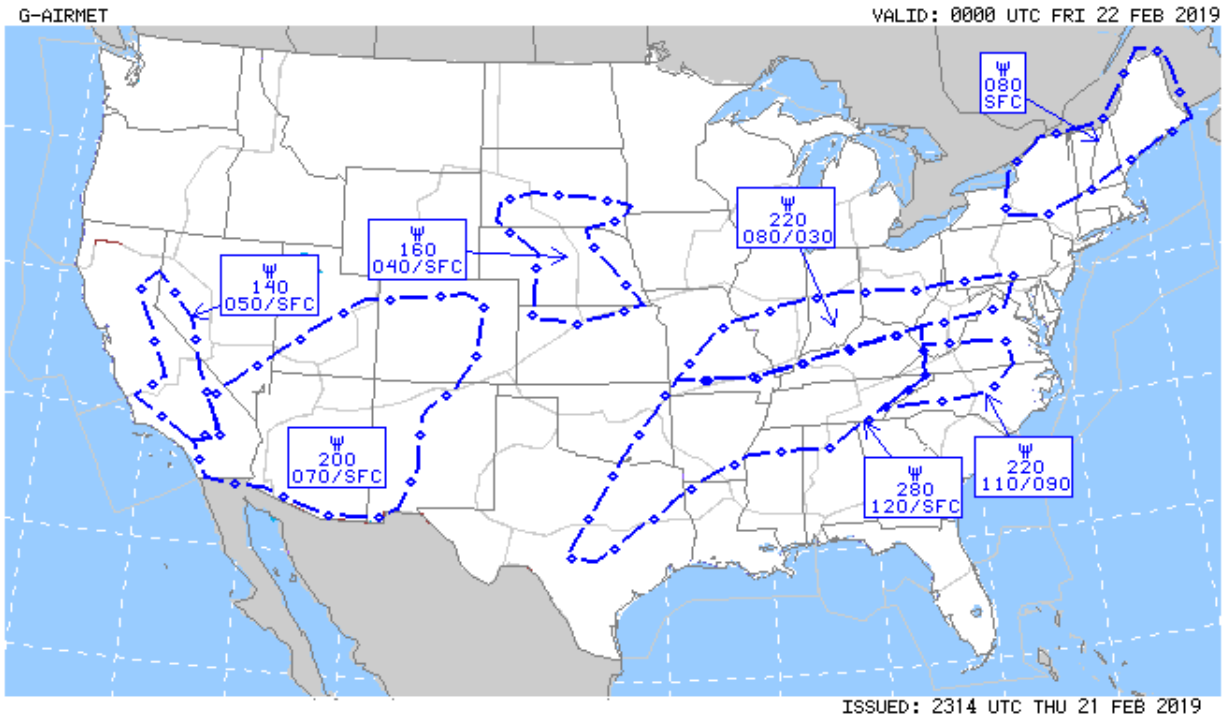 G-AIRMET
VALID: 0000 UTC FRI 22 FEB 2019
080
SFC
220
080/030
160
040/SFC
140
050/SFC
200
070/SFC
220
110/090
280
120/SFC
ISSUED: 2314 UTC THU 21 FEB 2019